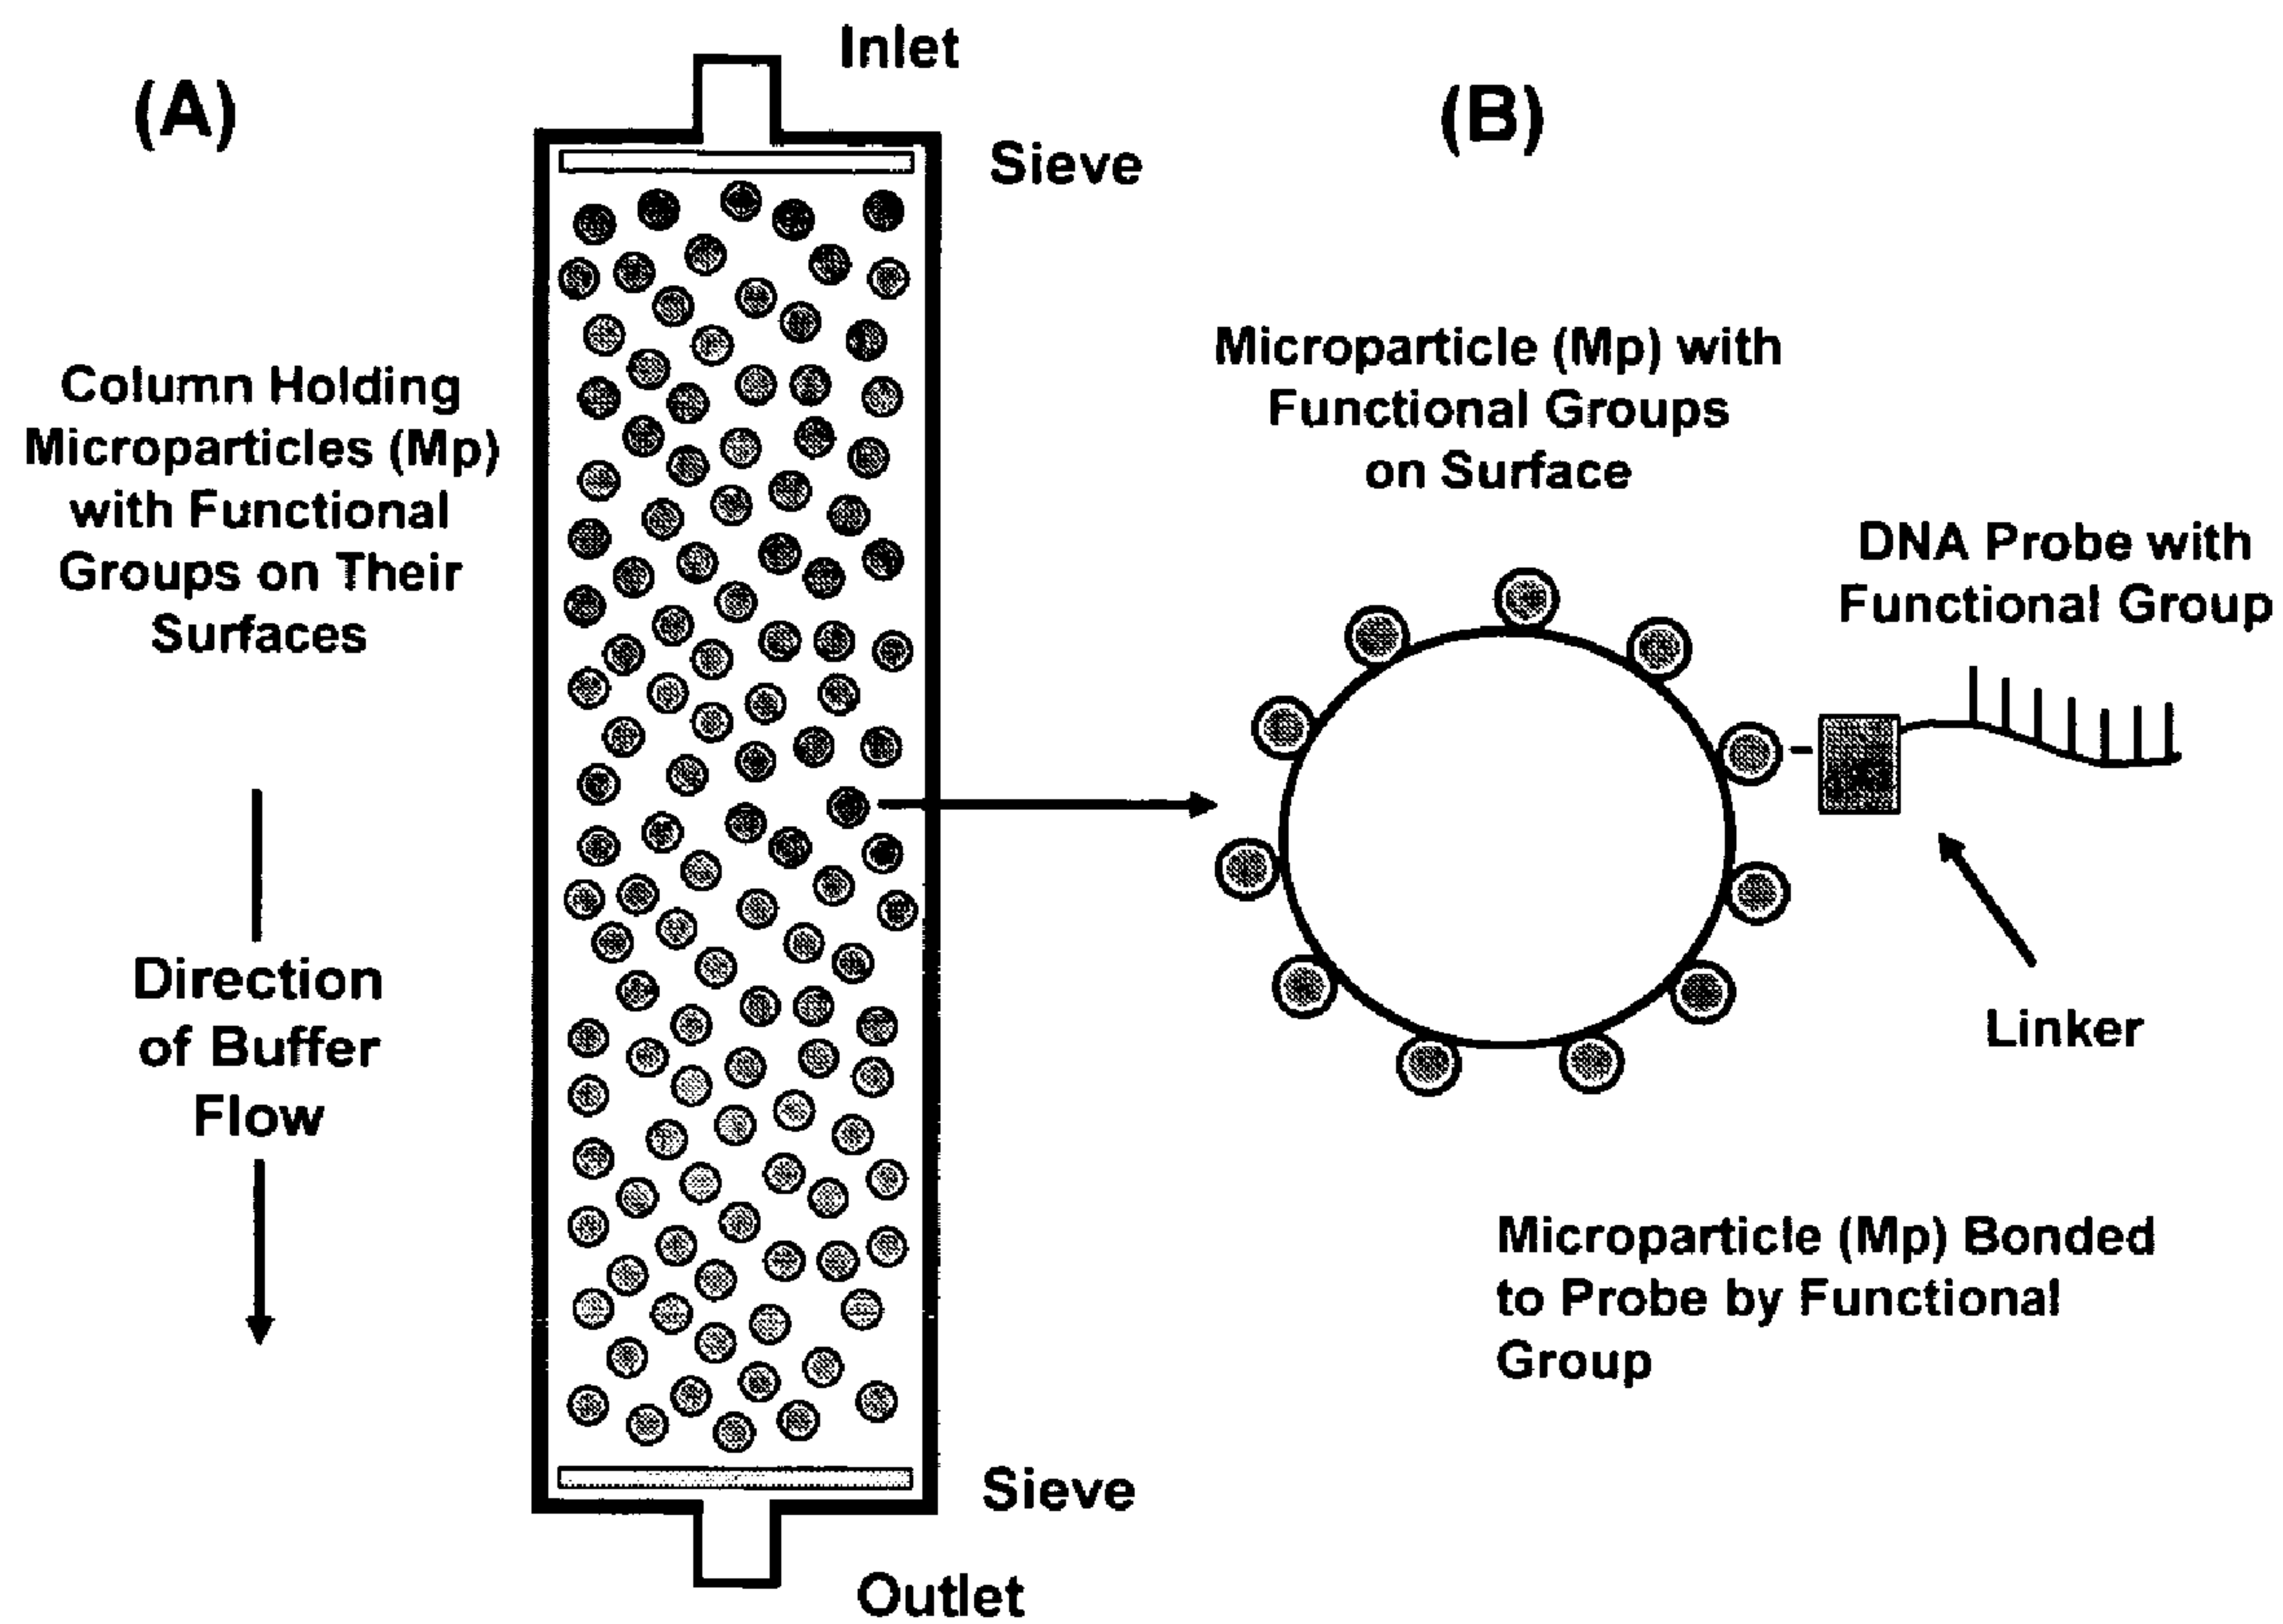 (A)
Inlet
Sieve
Column Holding
Microparticles (Mp)
with Functional
Groups on Their
Surfaces
Direction
of Buffer
Flow
Sieve
Outlet
(B)
Microparticle (Mp) with
Functional Groups
on Surface
DNA Probe with
Functional Group
Linker
Microparticle (Mp) Bonded
to Probe by Functional
Group